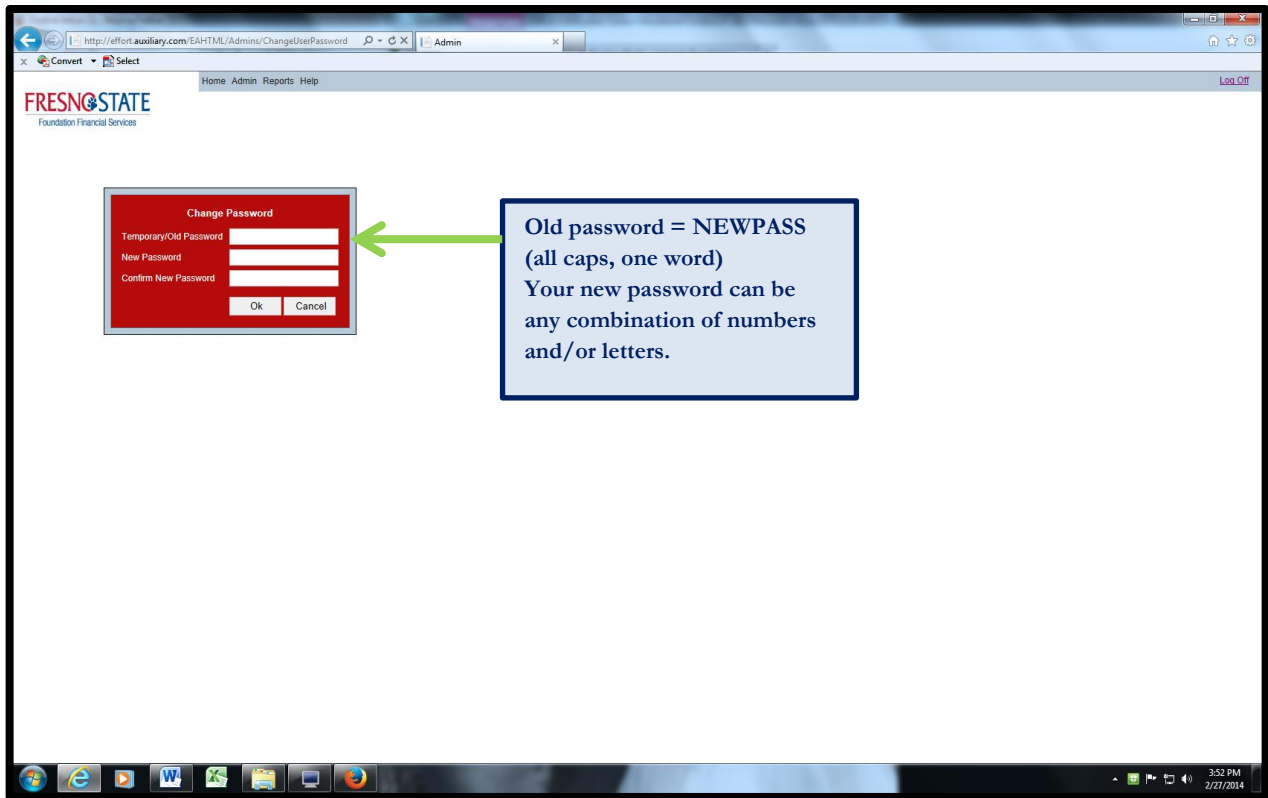 http://effort.auxiliary.com/EAHTML/Admins/ChangeUserPassword
Admin
Convert
Select
Home Admin Reports Help
Log Off
FRESNO STATE
Foundation Financial Services
Change Password
Temporary/Old Password
New Password
Confirm New Password
Ok Cancel
Old password = NEWPASS
(all caps, one word)
Your new password can be
any combination of numbers
and/or letters.
3:52 PM
2/27/2014